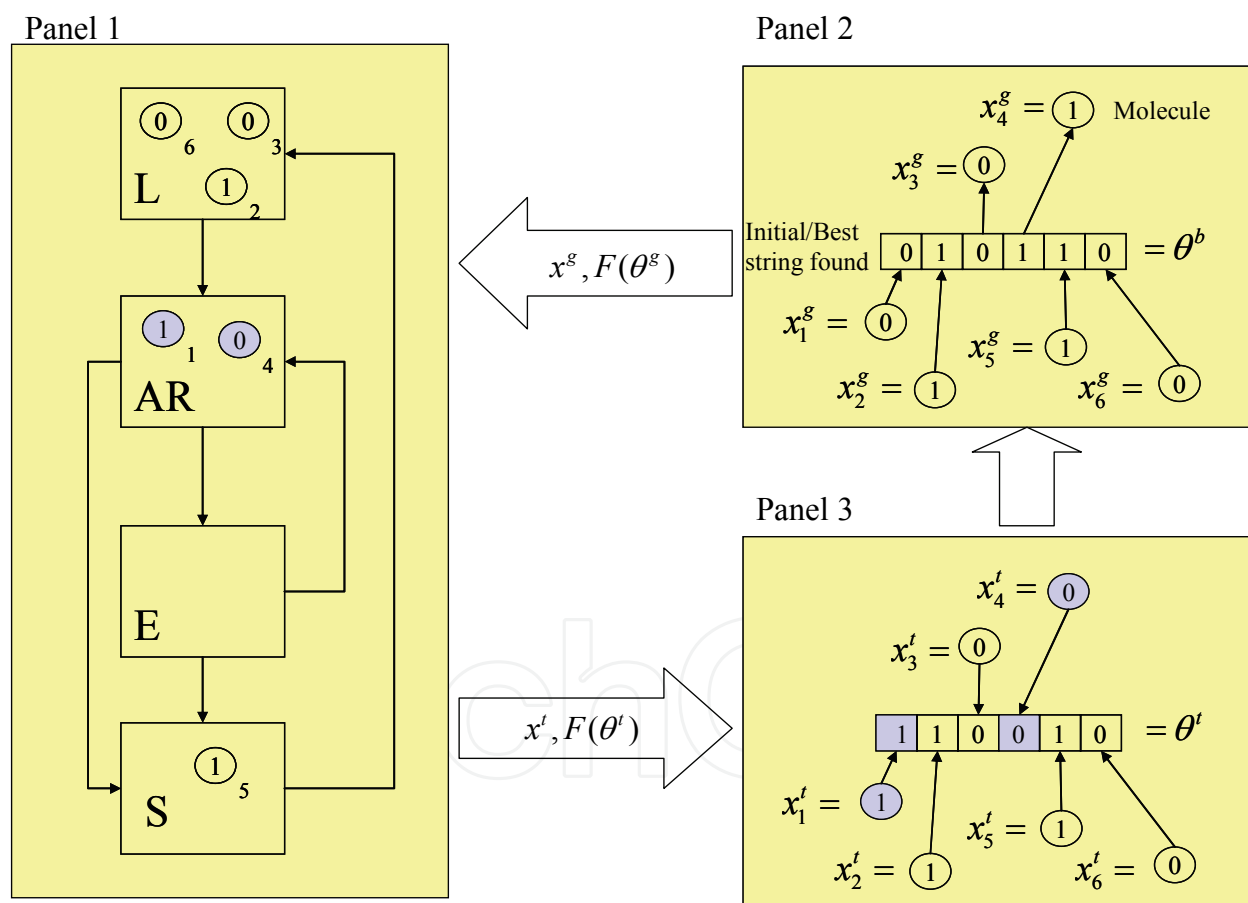 Panel 1
0 6 0 3
1 2
L
1 1 0 4
AR
E
1 5
S
x^g, F(θ^g)
x^t, F(θ^t)
Panel 2
x_4^g = 1 Molecule
x_3^g = 0
Initial/Best
string found
0 1 0 1 1 0 = θ^b
x_1^g = 0
x_5^g = 1
x_2^g = 1
x_6^g = 0
Panel 3
x_4^t = 0
x_3^t = 0
1 1 0 0 1 0 = θ^t
x_1^t = 1
x_5^t = 1
x_2^t = 1
x_6^t = 0